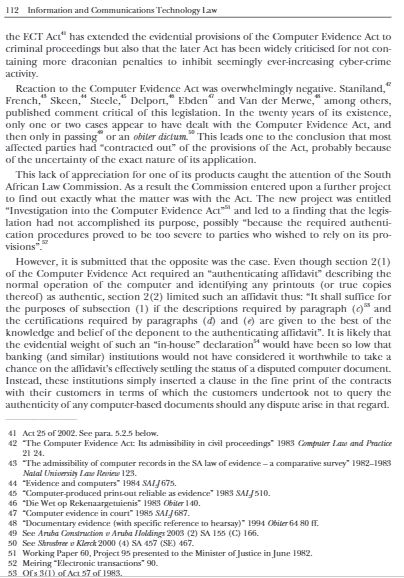 112 Information and Communications Technology Law
the ECT Act41 has extended the evidential provisions of the Computer Evidence Act to
criminal proceedings but also that the later Act has been widely criticised for not con-
taining more draconian penalties to inhibit seemingly ever-increasing cyber-crime
activity.
Reaction to the Computer Evidence Act was overwhelmingly negative. Staniland,42
French,43 Skeen,44 Steele,45 Delport,46 Ebden47 and Van der Merwe,48 among others,
published comment critical of this legislation. In the twenty years of its existence,
only one or two cases appear to have dealt with the Computer Evidence Act, and
then only in passing49 or an obiter dictum.50 This leads one to the conclusion that most
affected parties had “contracted out” of the provisions of the Act, probably because
of the uncertainty of the exact nature of its application.
This lack of appreciation for one of its products caught the attention of the South
African Law Commission. As a result the Commission entered upon a further project
to find out exactly what the matter was with the Act. The new project was entitled
“Investigation into the Computer Evidence Act”51 and led to a finding that the legis-
lation had not accomplished its purpose, possibly “because the required authenti-
cation procedures proved to be too severe to parties who wished to rely on its pro-
visions”.52
However, it is submitted that the opposite was the case. Even though section 2(1)
of the Computer Evidence Act required an “authenticating affidavit” describing the
normal operation of the computer and identifying any printouts (or true copies
thereof) as authentic, section 2(2) limited such an affidavit thus: “It shall suffice for
the purposes of subsection (1) if the descriptions required by paragraph (c)53 and
the certifications required by paragraphs (d) and (e) are given to the best of the
knowledge and belief of the deponent to the authenticating affidavit”. It is likely that
the evidential weight of such an “in-house” declaration54 would have been so low that
banking (and similar) institutions would not have considered it worthwhile to take a
chance on the affidavit's effectively settling the status of a disputed computer document.
Instead, these institutions simply inserted a clause in the fine print of the contracts
with their customers in terms of which the customers undertook not to query the
authenticity of any computer-based documents should any dispute arise in that regard.
41 Act 25 of 2002. See para. 5.2.5 below.
42 “The Computer Evidence Act: Its admissibility in civil proceedings” 1983 Computer Law and Practice
21 24.
43 “The admissibility of computer records in the SA law of evidence – a comparative survey” 1982–1983
Natal University Law Review 123.
44 “Evidence and computers” 1984 SALJ 675.
45 “Computer-produced print-out reliable as evidence” 1983 SALJ 510.
46 “Die Wet op Rekenaargetuienis” 1983 Obiter 140.
47 “Computer evidence in court” 1985 SALJ 687.
48 “Documentary evidence (with specific reference to hearsay)” 1994 Obiter 64 80 ff.
49 See Aruba Construction v Aruba Holdings 2003 (2) SA 155 (C) 166.
50 See Shrosbree v Klerck 2000 (4) SA 457 (SE) 467.
51 Working Paper 60, Project 95 presented to the Minister of Justice in June 1982.
52 Meiring “Electronic transactions” 90.
53 Of s 3(1) of Act 57 of 1983.